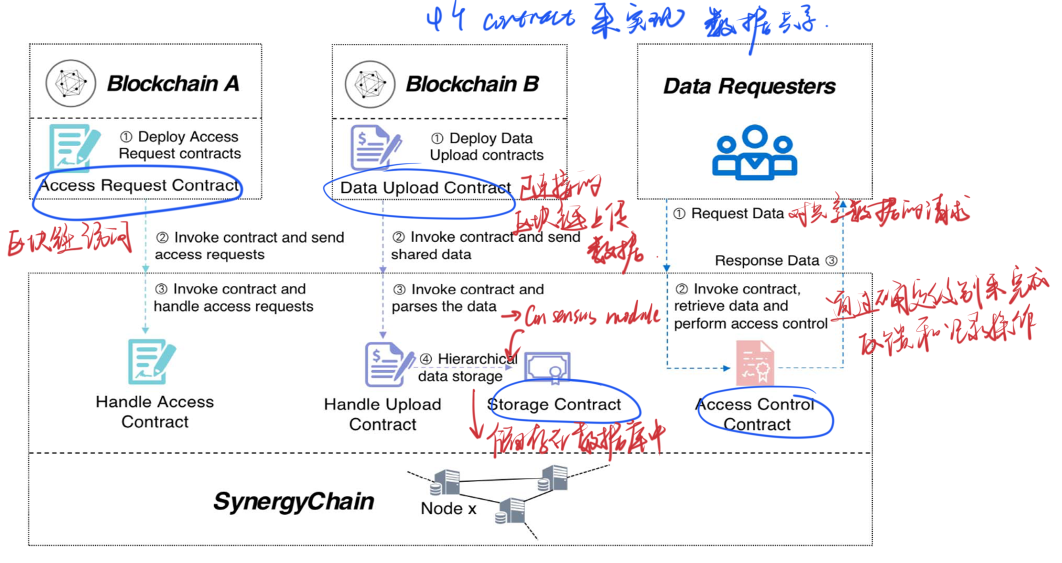 4个 contract 来实现 数据共享.
Blockchain A
① Deploy Access
Request contracts
Access Request Contract
区块链访问
② Invoke contract and send
access requests
③ Invoke contract and
handle access requests
Handle Access
Contract
Blockchain B
① Deploy Data
Upload contracts
Data Upload Contract
已连接的
区块链上传
数据.
② Invoke contract and send
shared data
③ Invoke contract and
parses the data
→ Consensus module
④ Hierarchical
data storage
Handle Upload
Contract
Storage Contract
储存在数据库中
Data Requesters
① Request Data
对共享数据的请求
Response Data ③
② Invoke contract,
retrieve data and
perform access control
通过不同级别来完成
反馈和记录操作
Access Control
Contract
SynergyChain
Node x